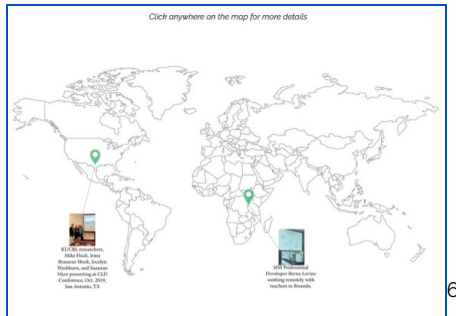 Click anywhere on the map for more details
KUCRL researchers,
Mike Hock, Irma
Brasseur-Hock, Jocelyn
Washburn, and Suzanne
Myer presenting at CLD
Conference, Oct. 2019,
San Antonio, TX
SIM Professional
Developer Berna Levine
working remotely with
teachers in Rwanda.
6